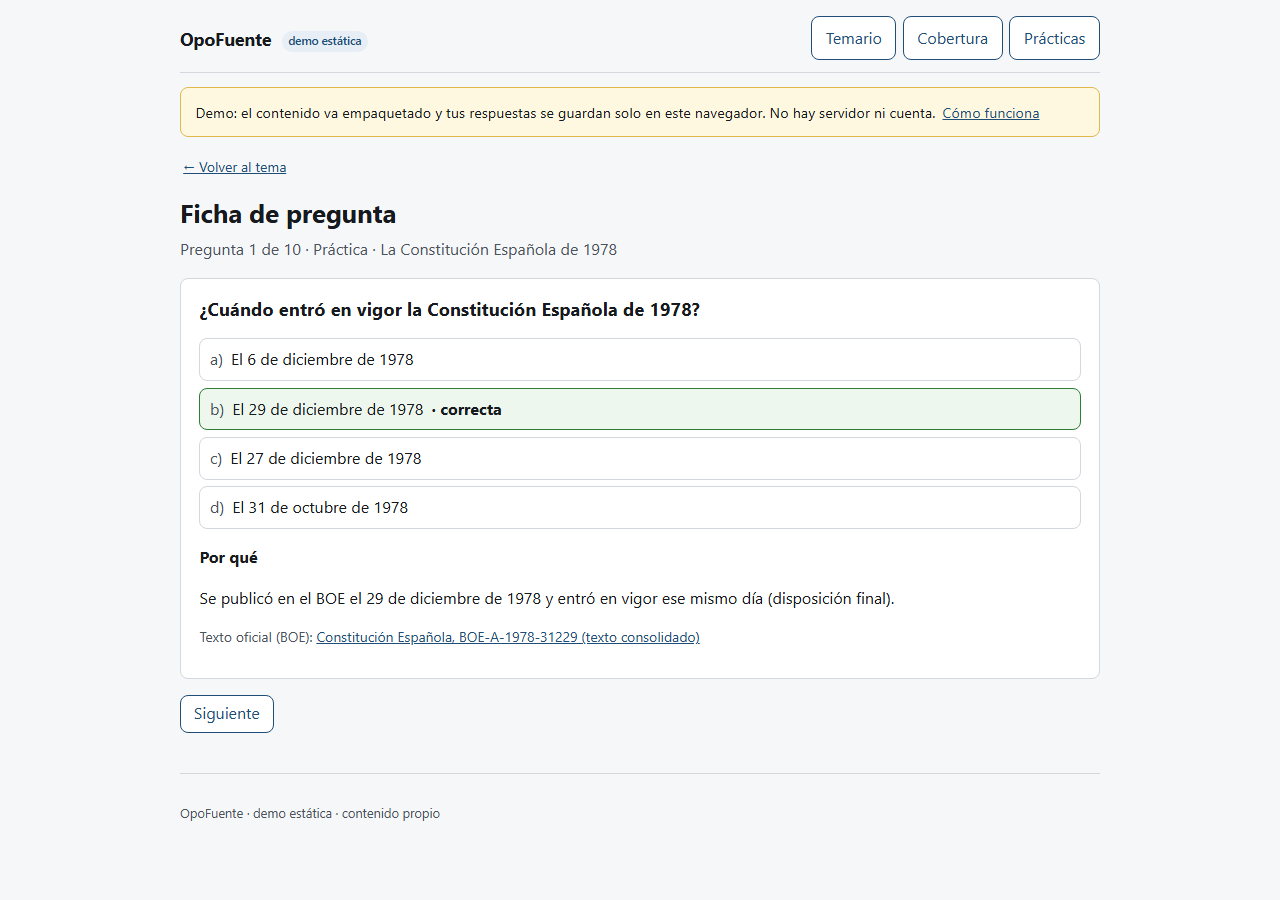 OpoFuente demo estática Temario Cobertura Prácticas
Demo: el contenido va empaquetado y tus respuestas se guardan solo en este navegador. No hay servidor ni cuenta. Cómo funciona
← Volver al tema
Ficha de pregunta
Pregunta 1 de 10 · Práctica · La Constitución Española de 1978
¿Cuándo entró en vigor la Constitución Española de 1978?
a) El 6 de diciembre de 1978
b) El 29 de diciembre de 1978 · correcta
c) El 27 de diciembre de 1978
d) El 31 de octubre de 1978
Por qué
Se publicó en el BOE el 29 de diciembre de 1978 y entró en vigor ese mismo día (disposición final).
Texto oficial (BOE): Constitución Española, BOE-A-1978-31229 (texto consolidado)
Siguiente
OpoFuente · demo estática · contenido propio